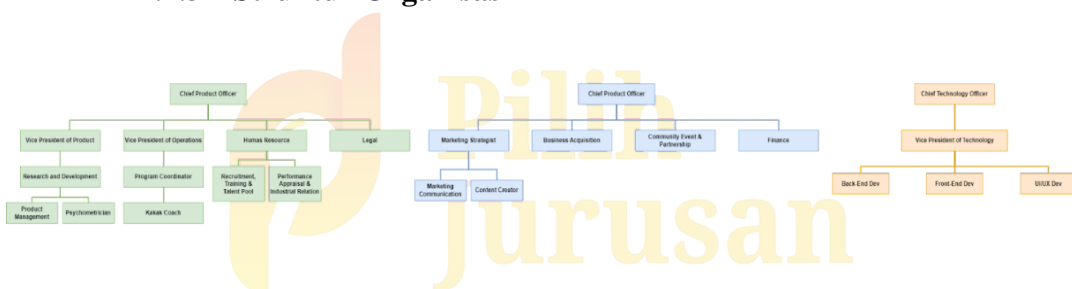 Struktur Organisasi
Pilih
Jurusan
Chief Product Officer
Vice President of Product
Vice President of Operations
Humas Resource
Legal
Research and Development
Program Coordinator
Recruitment,
Training &
Talent Pool
Performance
Appraisal &
Industrial Relation
Product
Management
Psychometrician
Kakak Coach
Chief Product Officer
Marketing Strategist
Business Acquisition
Community Event &
Partnership
Finance
Marketing
Communication
Content Creator
Chief Technology Officer
Vice President of Technology
Back-End Dev
Front-End Dev
UI/UX Dev